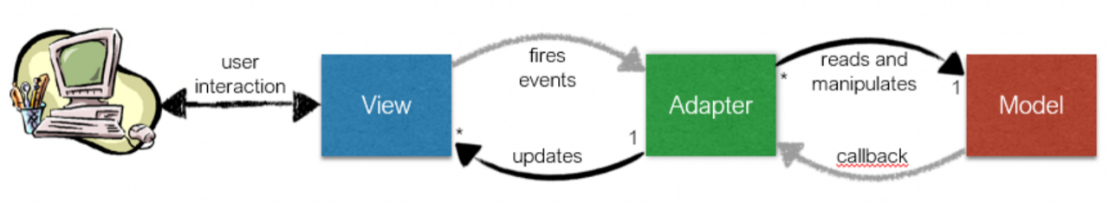 user
interaction
View
fires
events
*
1
updates
Adapter
*
reads and
manipulates
1
callback
Model